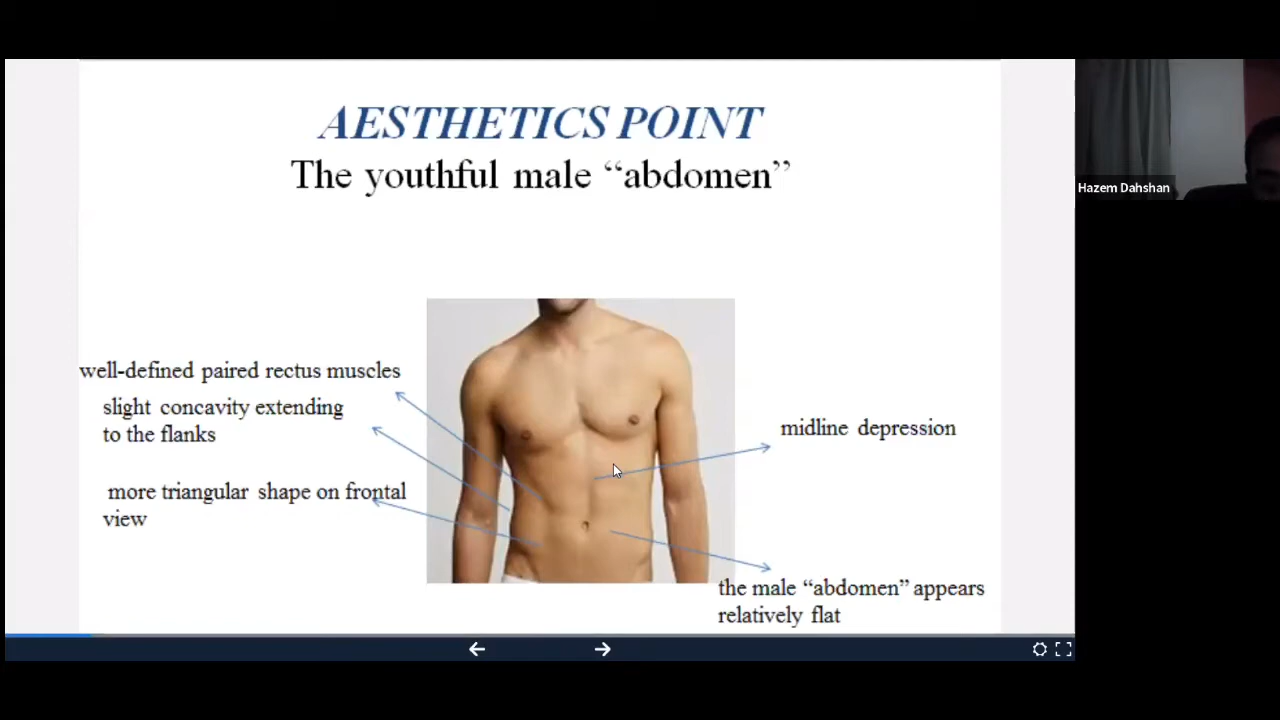 AESTHETICS POINT
The youthful male “abdomen”
Hazem Dahshan
well-defined paired rectus muscles
slight concavity extending
to the flanks
more triangular shape on frontal
view
midline depression
the male “abdomen” appears
relatively flat